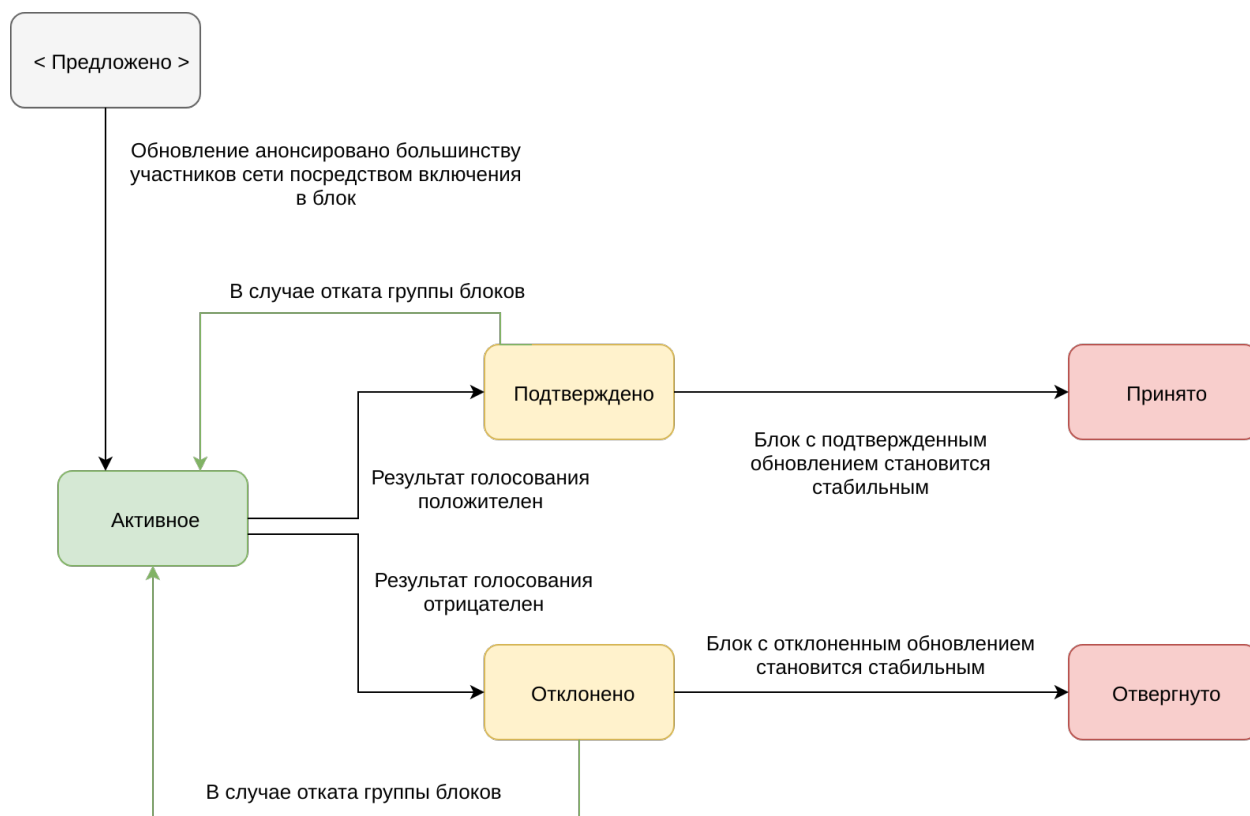 < Предложено >
Обновление анонсировано большинству
участников сети посредством включения
в блок
В случае отката группы блоков
Подтверждено
Принято
Блок с подтвержденным
обновлением становится
стабильным
Результат голосования
положителен
Активное
Результат голосования
отрицателен
Блок с отклоненным обновлением
становится стабильным
Отклонено
Отвергнуто
В случае отката группы блоков